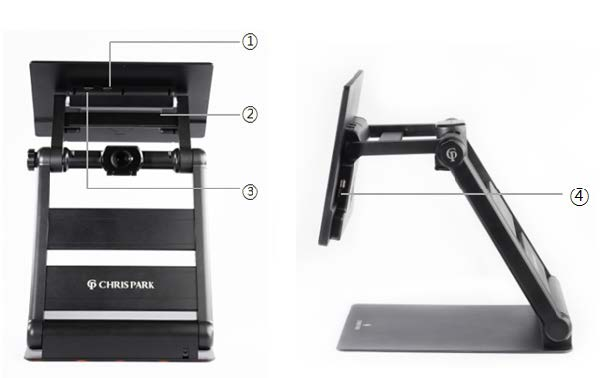 ①
②
③
CHRIS PARK
④